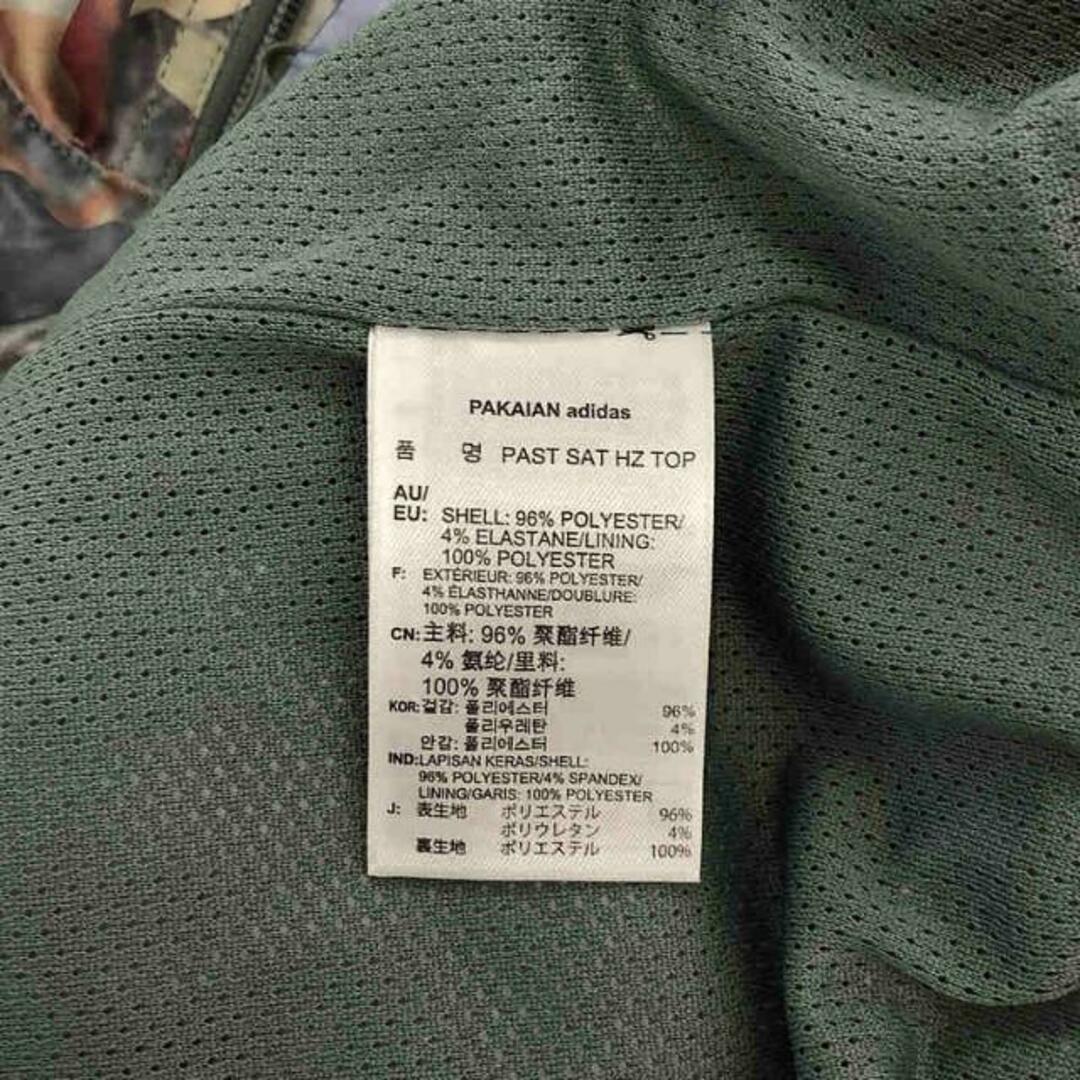 PAKAIAN adidas
품 명 PAST SAT HZ TOP
AU/
EU: SHELL: 96% POLYESTER/
4% ELASTANE/LINING:
100% POLYESTER
F: EXTÉRIEUR: 96% POLYESTER/
4% ÉLASTHANNE/DOUBLURE:
100% POLYESTER
CN: 主料: 96% 聚酯纤维/
4% 氨纶/里料:
100% 聚酯纤维
KOR: 겉감: 폴리에스터 96%
폴리우레탄 4%
안감: 폴리에스터 100%
IND: LAPISAN KERAS/SHELL:
96% POLYESTER/4% SPANDEX/
LINING/GARIS: 100% POLYESTER
J: 表生地 ポリエステル 96%
ポリウレタン 4%
裏生地 ポリエステル 100%